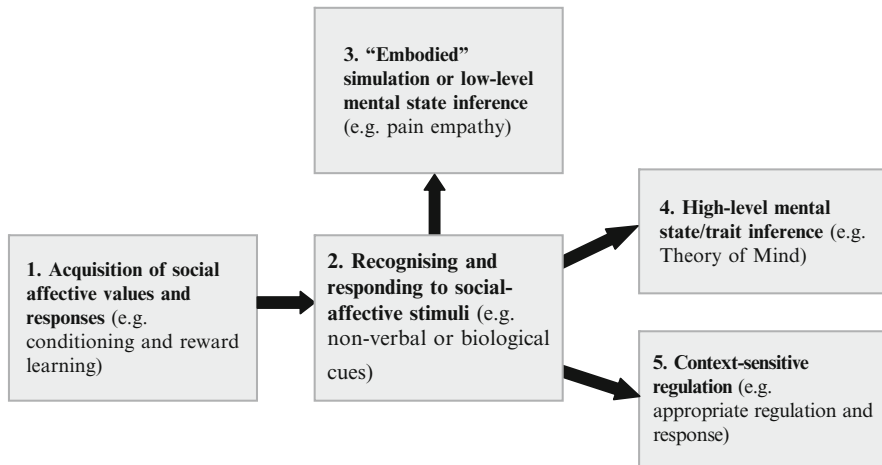 3. “Embodied”
simulation or low-level
mental state inference
(e.g. pain empathy)
1. Acquisition of social
affective values and
responses (e.g.
conditioning and reward
learning)
2. Recognising and
responding to social-
affective stimuli (e.g.
non-verbal or biological
cues)
4. High-level mental
state/trait inference (e.g.
Theory of Mind)
5. Context-sensitive
regulation (e.g.
appropriate regulation and
response)